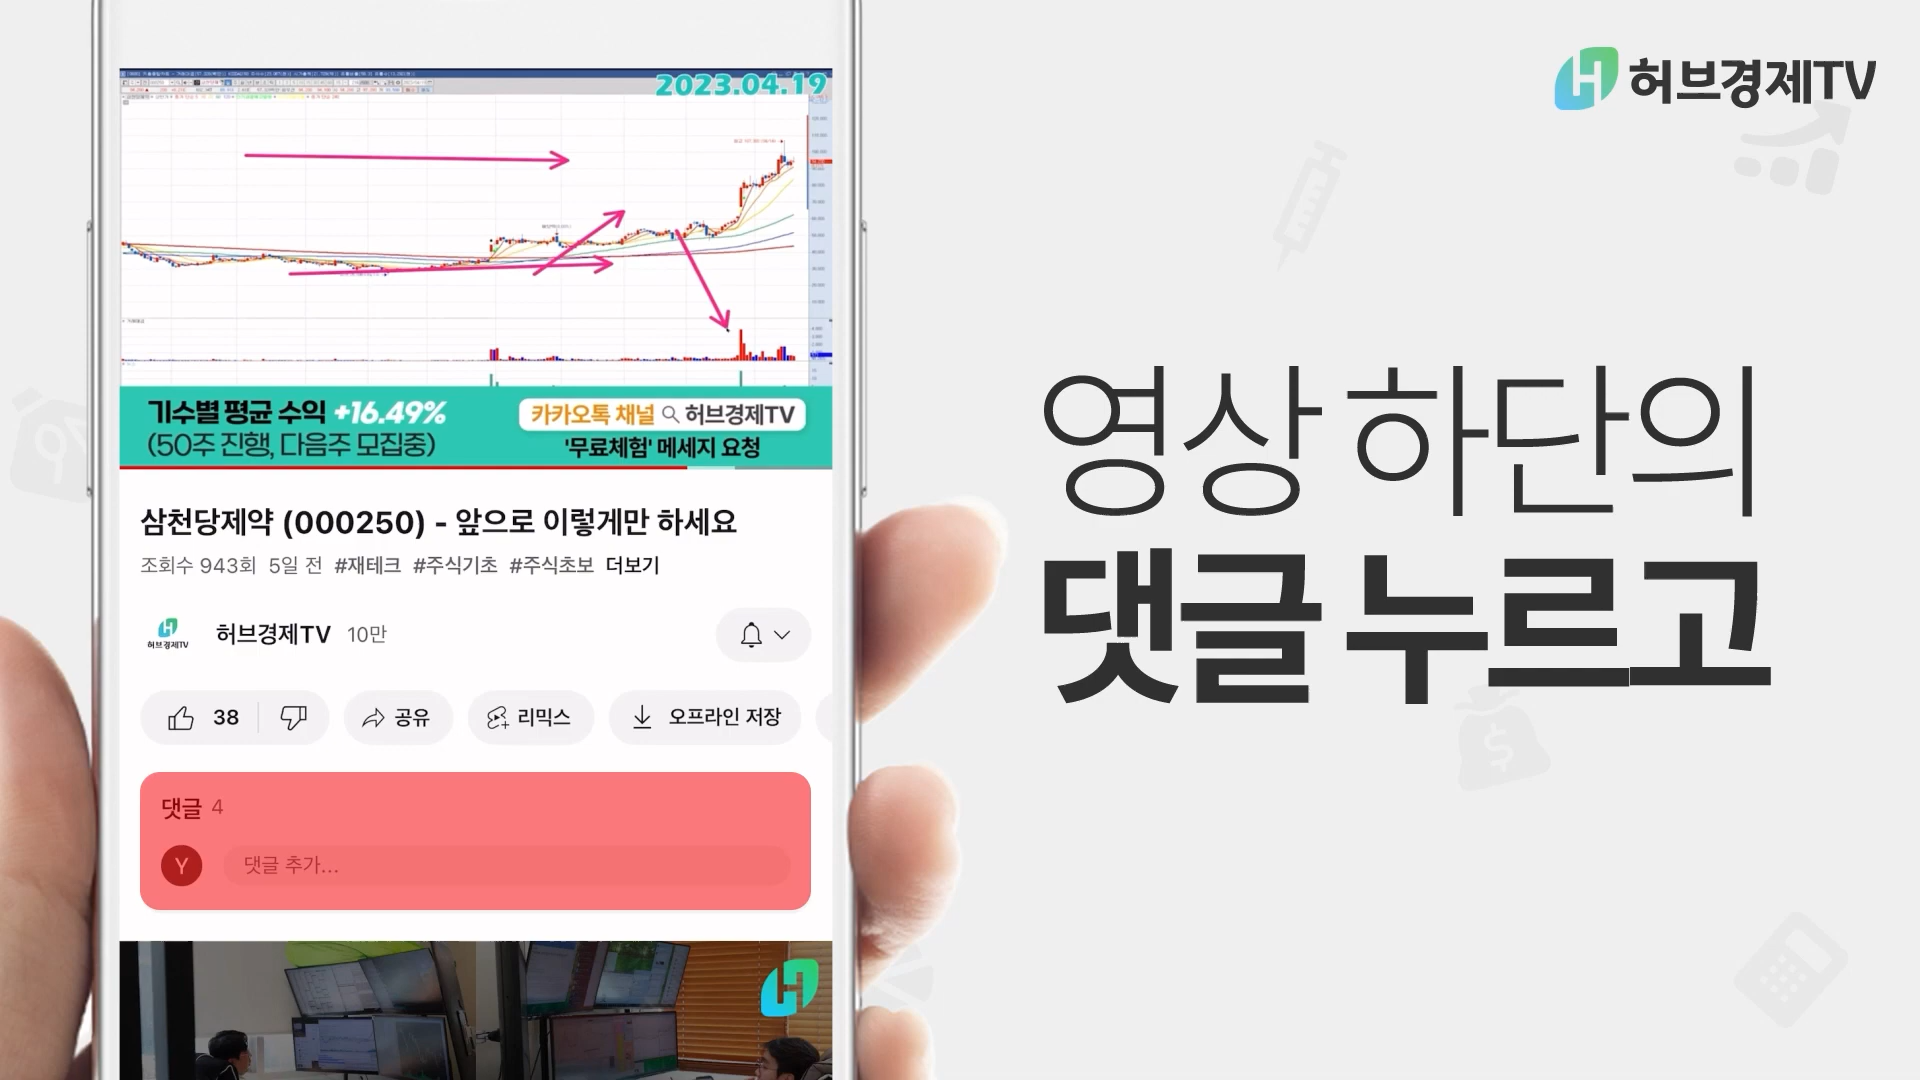 허브경제TV
2023.04.19
기수별 평균 수익 +16.49%
(50주 진행, 다음주 모집중)
카카오톡 채널 허브경제TV
'무료체험' 메세지 요청
삼천당제약 (000250) - 앞으로 이렇게만 하세요
조회수 943회 5일 전 #재테크 #주식기초 #주식초보 더보기
허브경제TV
허브경제TV 10만
38
공유
리믹스
오프라인 저장
댓글 4
Y
댓글 추가...
영상 하단의
댓글 누르고